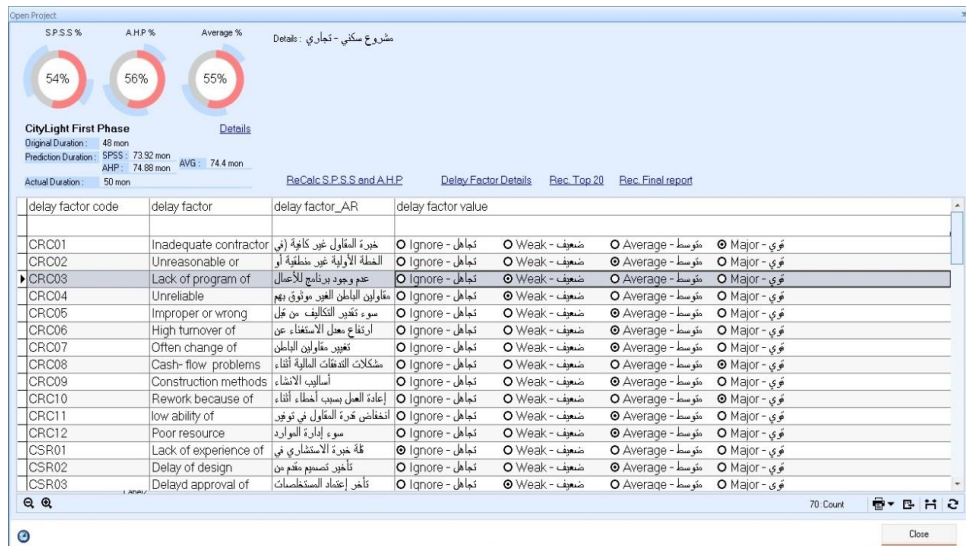 Open Project
S.P.S.S % A.H.P % Average %
Details : مشروع سكني - تجاري
54% 56% 55%
CityLight First Phase Details
Original Duration : 48 mon
Prediction Duration : SPSS : 73.92 mon AVG : 74.4 mon
AHP : 74.88 mon
Actual Duration : 50 mon
ReCalc S.P.S.S and A.H.P Delay Factor Details Rec. Top 20 Rec. Final report
delay factor code delay factor delay factor_AR delay factor value
CRC01 Inadequate contractor خبرة المقاول غير كافية (في Ignore - تجاهل Weak - ضعيف Average - متوسط Major - قوي
CRC02 Unreasonable or الخطة الأولية غير منطقية أو Ignore - تجاهل Weak - ضعيف Average - متوسط Major - قوي
CRC03 Lack of program of عدم وجود برنامج للأعمال Ignore - تجاهل Weak - ضعيف Average - متوسط Major - قوي
CRC04 Unreliable مقاولين الباطن الغير موثوق بهم Ignore - تجاهل Weak - ضعيف Average - متوسط Major - قوي
CRC05 Improper or wrong سوء تقدير التكاليف من قبل Ignore - تجاهل Weak - ضعيف Average - متوسط Major - قوي
CRC06 High turnover of ارتفاع معدل الاستغناء عن Ignore - تجاهل Weak - ضعيف Average - متوسط Major - قوي
CRC07 Often change of تغيير مقاولين الباطن Ignore - تجاهل Weak - ضعيف Average - متوسط Major - قوي
CRC08 Cash- flow problems مشكلات التدفقات المالية أثناء Ignore - تجاهل Weak - ضعيف Average - متوسط Major - قوي
CRC09 Construction methods أساليب الانشاء Ignore - تجاهل Weak - ضعيف Average - متوسط Major - قوي
CRC10 Rework because of إعادة العمل بسبب أخطاء أثناء Ignore - تجاهل Weak - ضعيف Average - متوسط Major - قوي
CRC11 low ability of انخفاض قدرة المقاول في توفير Ignore - تجاهل Weak - ضعيف Average - متوسط Major - قوي
CRC12 Poor resource سوء إدارة الموارد Ignore - تجاهل Weak - ضعيف Average - متوسط Major - قوي
CSR01 Lack of experience of قلة خبرة الاستشاري في Ignore - تجاهل Weak - ضعيف Average - متوسط Major - قوي
CSR02 Delay of design تأخير تصميم مقدم من Ignore - تجاهل Weak - ضعيف Average - متوسط Major - قوي
CSR03 Delayd approval of تأخر إعتماد المستخلصات Ignore - تجاهل Weak - ضعيف Average - متوسط Major - قوي
70 :Count
Close